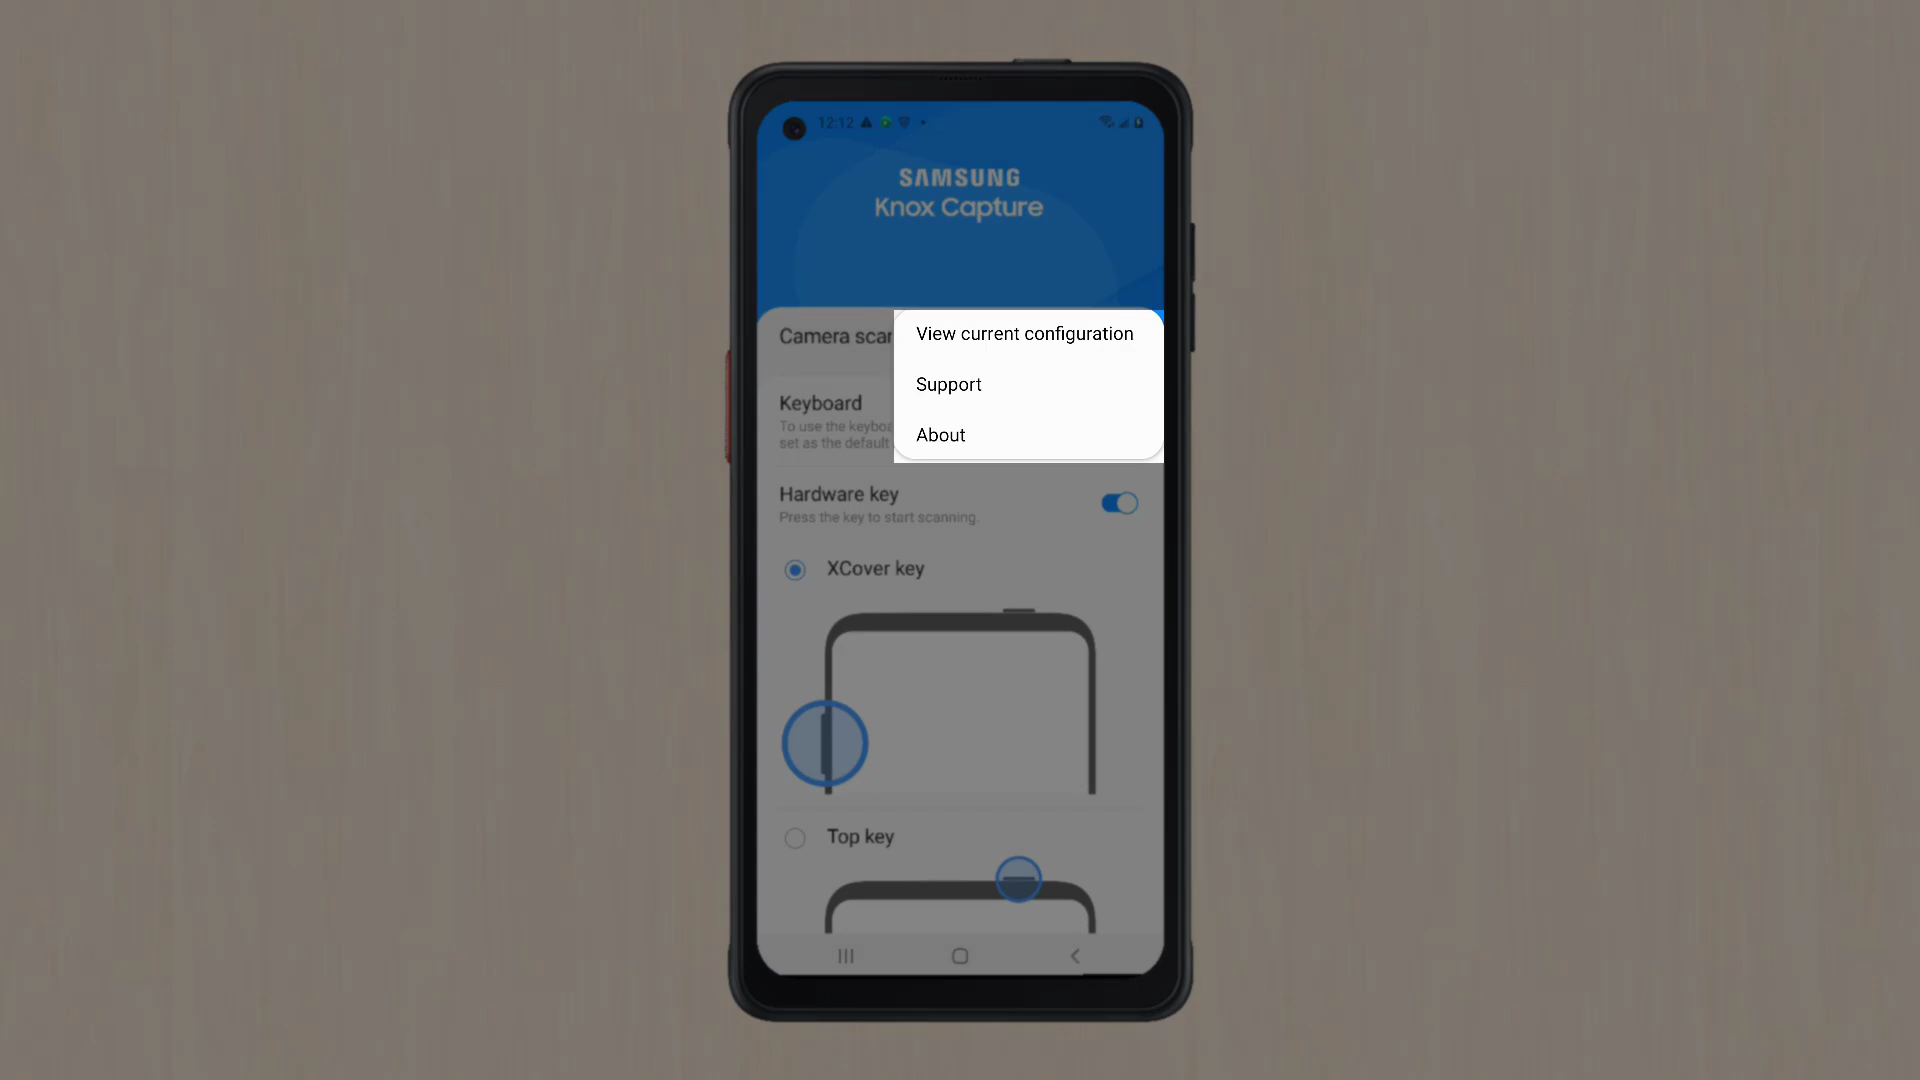 12:12
SAMSUNG
Knox Capture
Camera scan
View current configuration
Support
About
Keyboard
To use the keyboa
set as the default
Hardware key
Press the key to start scanning.
XCover key
Top key